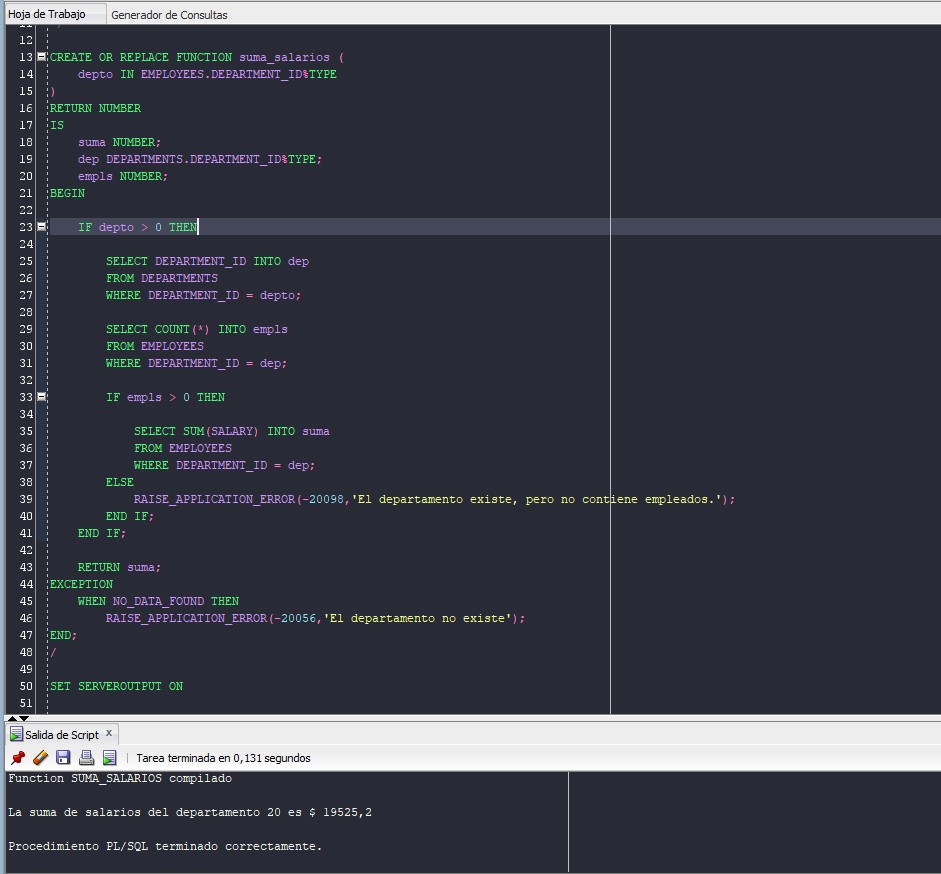 Hoja de Trabajo Generador de Consultas
12
13 CREATE OR REPLACE FUNCTION suma_salarios (
14 depto IN EMPLOYEES.DEPARTMENT_ID%TYPE
15 )
16 RETURN NUMBER
17 IS
18 suma NUMBER;
19 dep DEPARTMENTS.DEPARTMENT_ID%TYPE;
20 empls NUMBER;
21 BEGIN
22
23 IF depto > 0 THEN
24
25 SELECT DEPARTMENT_ID INTO dep
26 FROM DEPARTMENTS
27 WHERE DEPARTMENT_ID = depto;
28
29 SELECT COUNT(*) INTO empls
30 FROM EMPLOYEES
31 WHERE DEPARTMENT_ID = dep;
32
33 IF empls > 0 THEN
34
35 SELECT SUM(SALARY) INTO suma
36 FROM EMPLOYEES
37 WHERE DEPARTMENT_ID = dep;
38 ELSE
39 RAISE_APPLICATION_ERROR(-20098,'El departamento existe, pero no contiene empleados.');
40 END IF;
41 END IF;
42
43 RETURN suma;
44 EXCEPTION
45 WHEN NO_DATA_FOUND THEN
46 RAISE_APPLICATION_ERROR(-20056,'El departamento no existe');
47 END;
48 /
49
50 SET SERVEROUTPUT ON
51
Salida de Script x
Tarea terminada en 0,131 segundos
Function SUMA_SALARIOS compilado
La suma de salarios del departamento 20 es $ 19525,2
Procedimiento PL/SQL terminado correctamente.